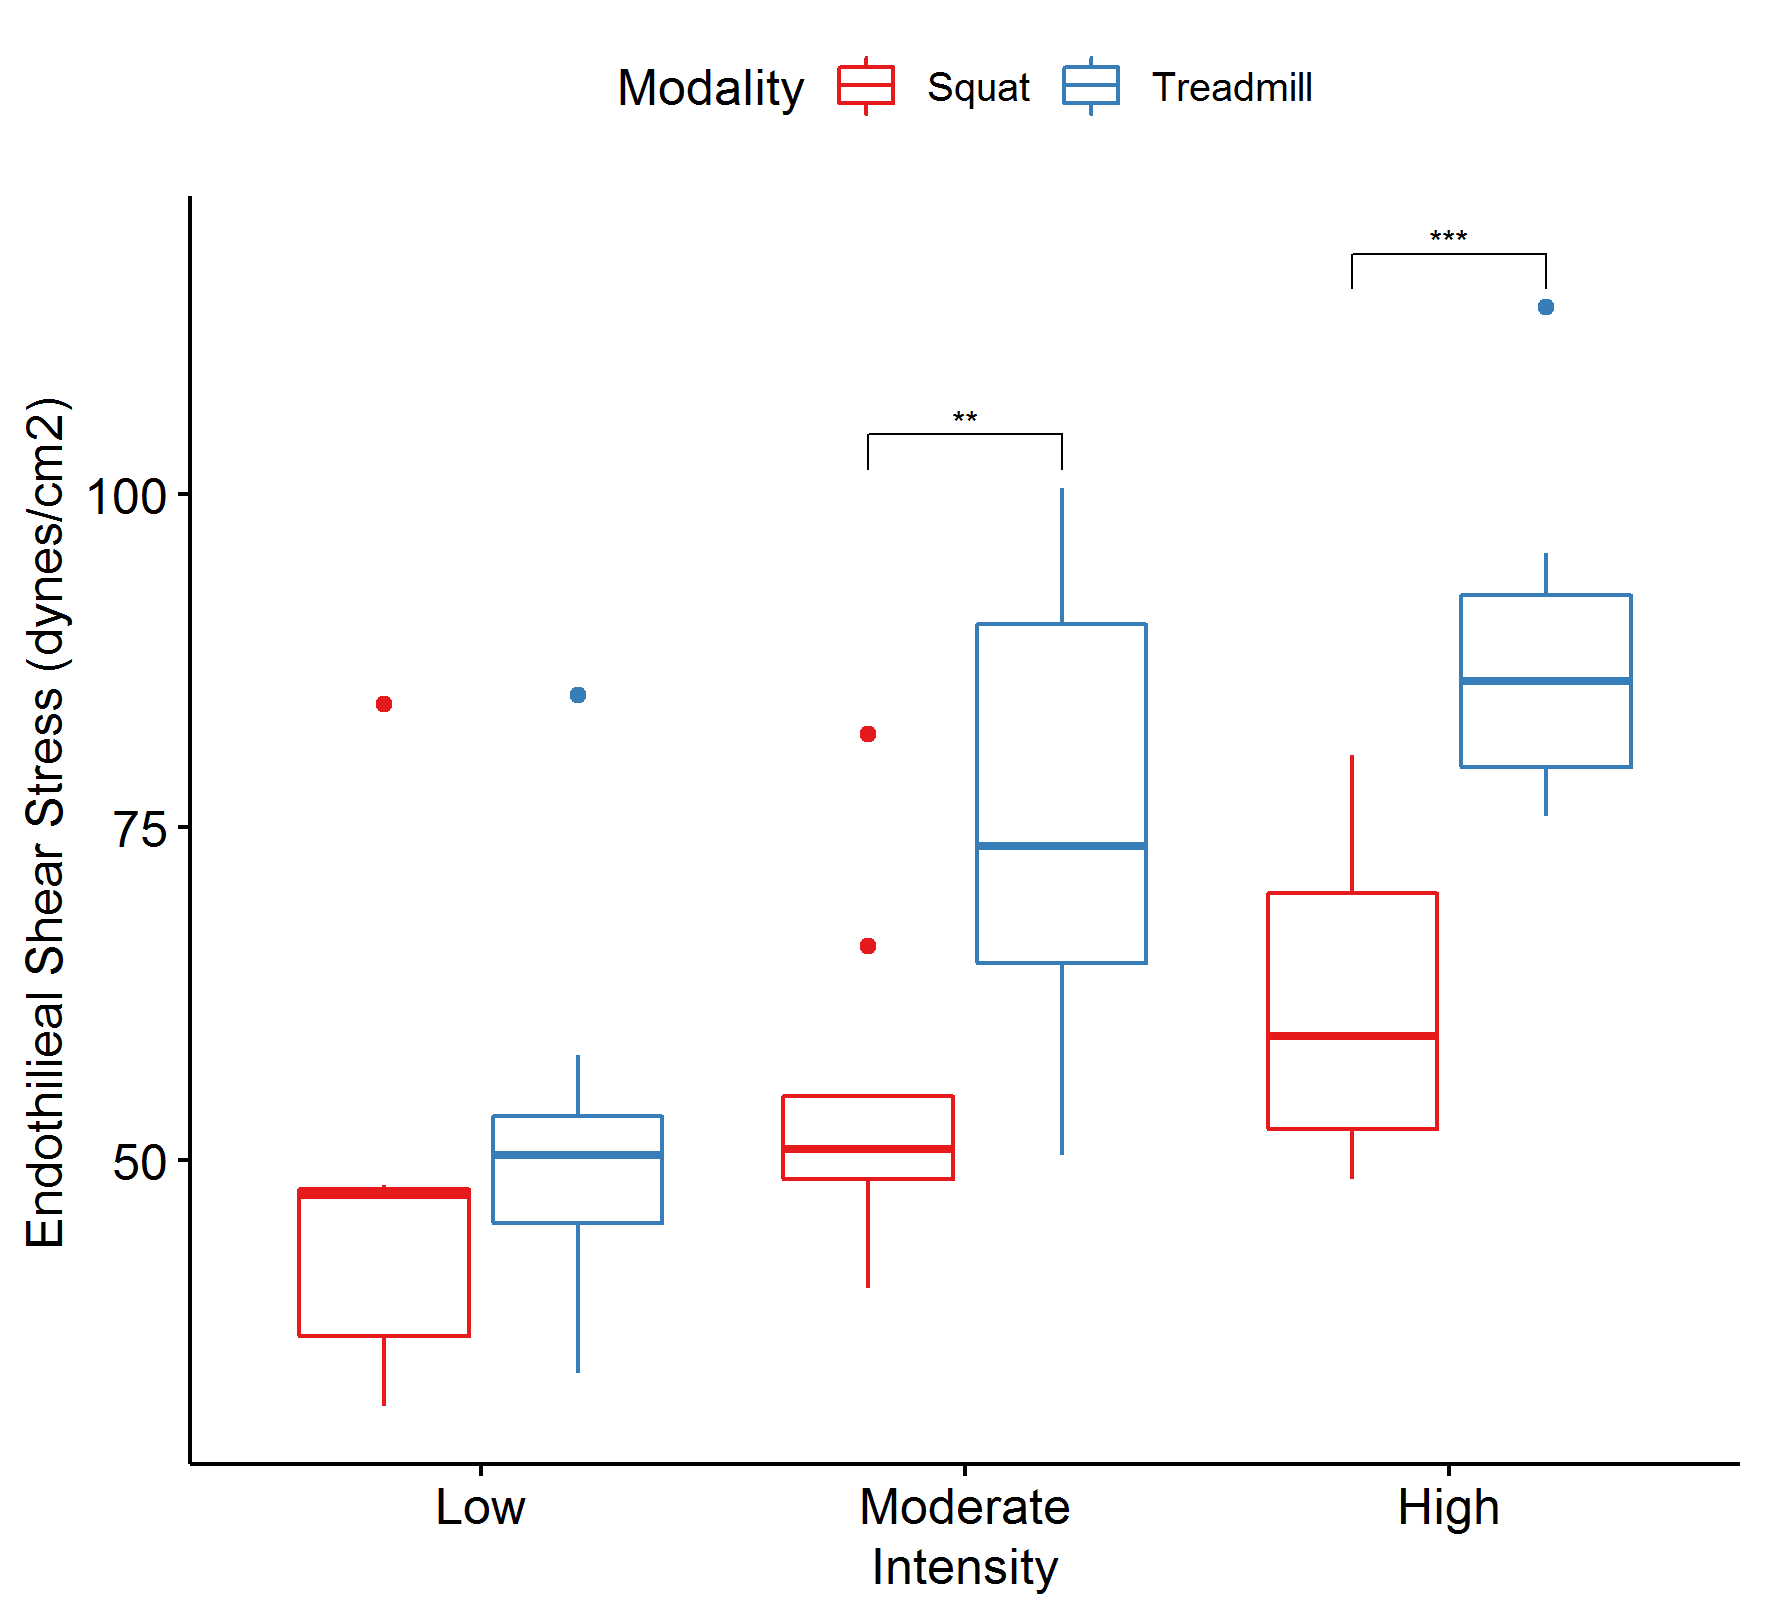 Modality Squat Treadmill
Endothilieal Shear Stress (dynes/cm2)
***
**
100
75
50
Low Moderate High
Intensity